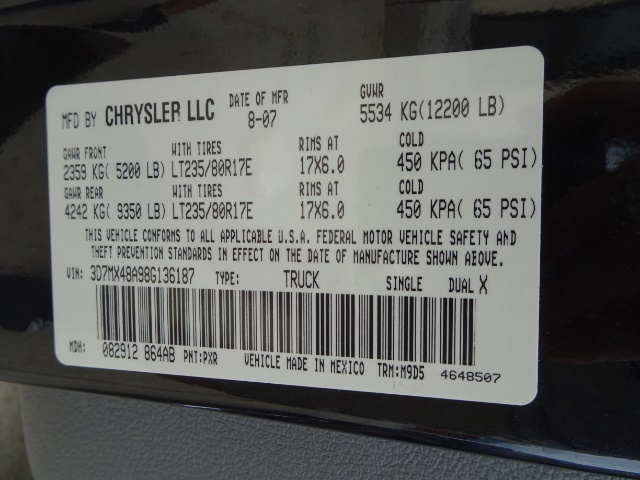 MFD BY CHRYSLER LLC DATE OF MFR 8-07 GVWR 5534 KG(12200 LB)
GAWR FRONT WITH TIRES RIMS AT COLD
2359 KG( 5200 LB) LT235/80R17E 17X6.0 450 KPA( 65 PSI)
GAWR REAR WITH TIRES RIMS AT COLD
4242 KG( 9350 LB) LT235/80R17E 17X6.0 450 KPA( 65 PSI)
THIS VEHICLE CONFORMS TO ALL APPLICABLE U.S.A. FEDERAL MOTOR VEHICLE SAFETY AND
THEFT PREVENTION STANDARDS IN EFFECT ON THE DATE OF MANUFACTURE SHOWN ABOVE.
VIN: 3D7MX48A98G136187 TYPE: TRUCK SINGLE DUAL X
MDH: 082912 864AB PNT:PXR VEHICLE MADE IN MEXICO TRM:M9D5 4648507